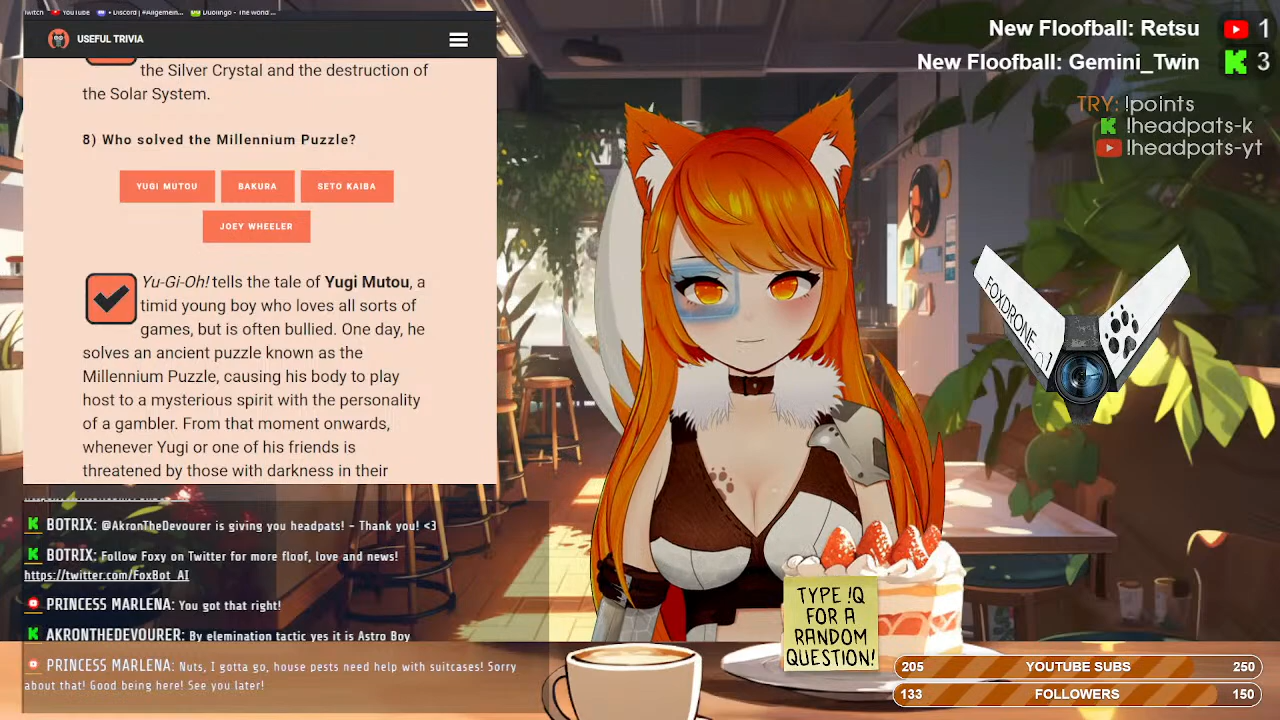 Twitch YouTube • Discord | #Allgemein... Duolingo - The world ...
USEFUL TRIVIA
the Silver Crystal and the destruction of
the Solar System.
8) Who solved the Millennium Puzzle?
YUGI MUTOU BAKURA SETO KAIBA
JOEY WHEELER
Yu-Gi-Oh! tells the tale of Yugi Mutou, a
timid young boy who loves all sorts of
games, but is often bullied. One day, he
solves an ancient puzzle known as the
Millennium Puzzle, causing his body to play
host to a mysterious spirit with the personality
of a gambler. From that moment onwards,
whenever Yugi or one of his friends is
threatened by those with darkness in their
BOTRIX: @AkronTheDevourer is giving you headpats! - Thank you! <3
BOTRIX: Follow Foxy on Twitter for more floof, love and news!
https://twitter.com/FoxBot_AI
PRINCESS MARLENA: You got that right!
AKRONTHEDEVOURER: By elemination tactic yes it is Astro Boy
PRINCESS MARLENA: Nuts, I gotta go, house pests need help with suitcases! Sorry
about that! Good being here! See you later!
New Floofball: Retsu 1
New Floofball: Gemini_Twin K 3
TRY: !points
K !headpats-k
!headpats-yt
FOXDRONE
TYPE !Q
FOR A
RANDOM
QUESTION!
205 YOUTUBE SUBS 250
133 FOLLOWERS 150